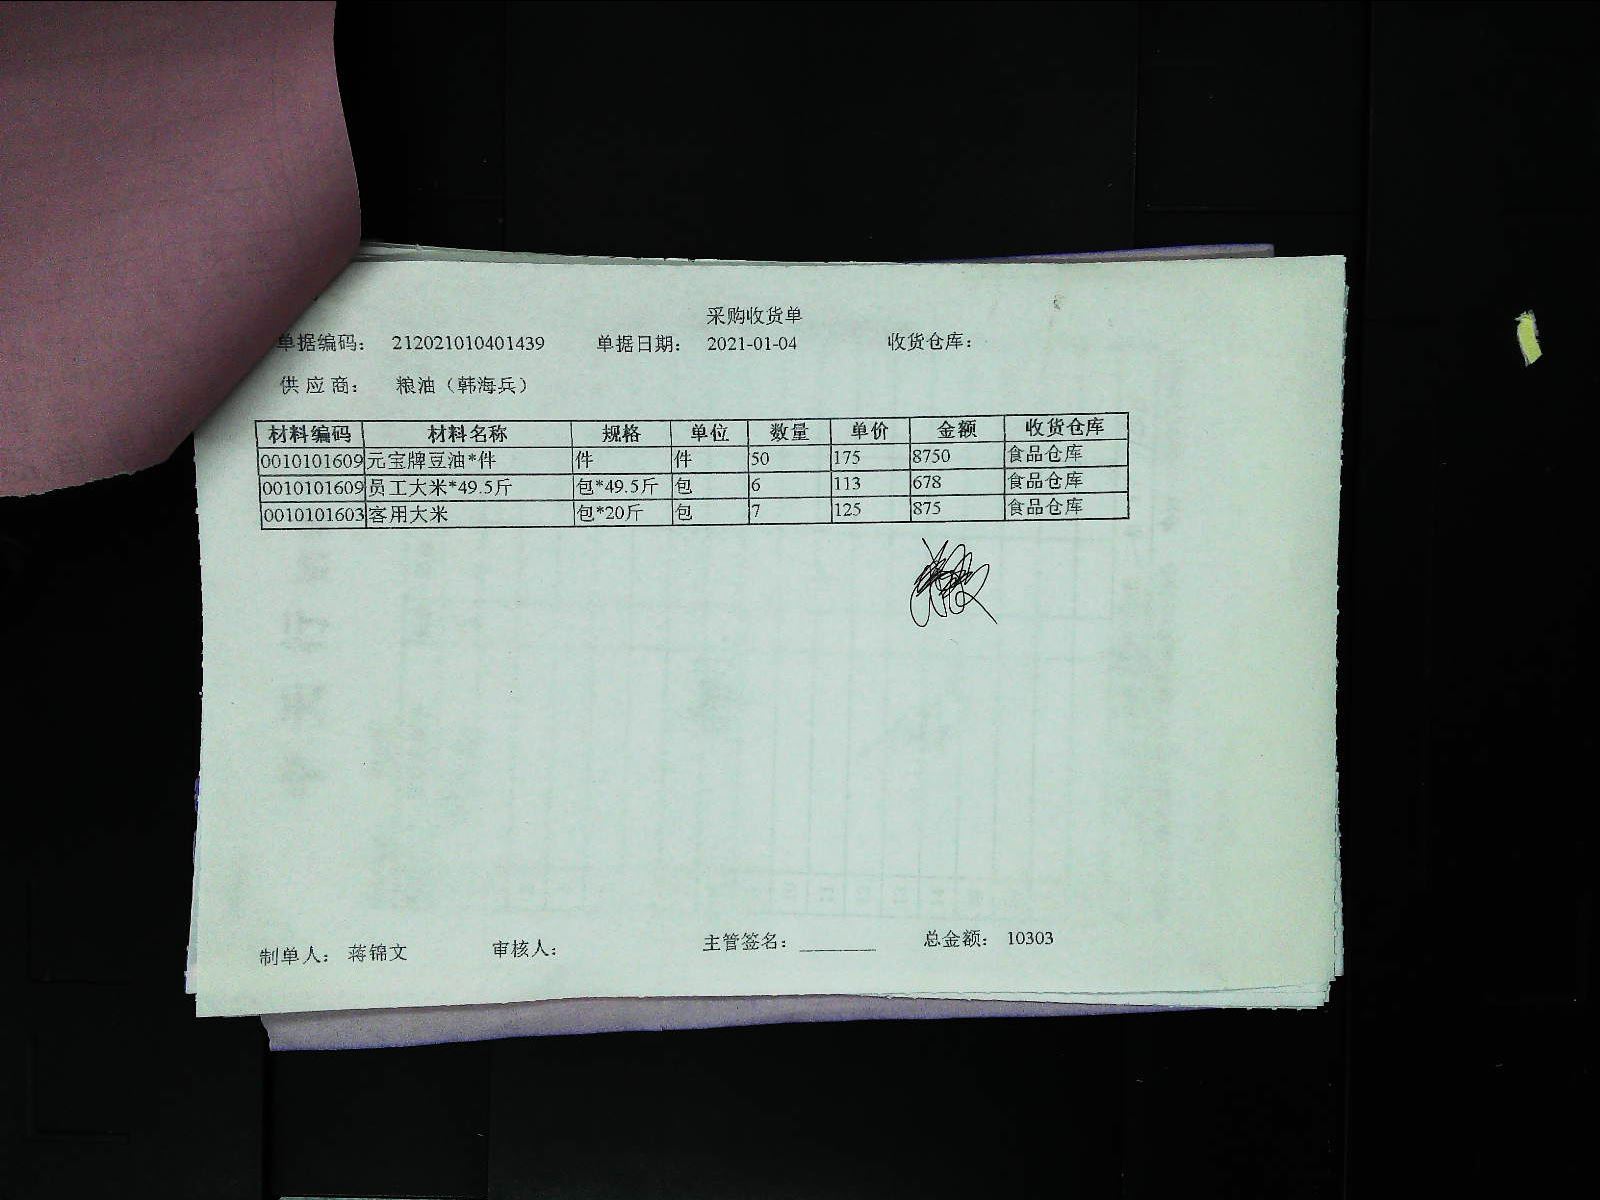 采购收货单
单据编码： 212021010401439 单据日期： 2021-01-04 收货仓库：
供应商： 粮油（韩海兵）
材料编码 材料名称 规格 单位 数量 单价 金额 收货仓库
0010101609 元宝牌豆油*件 件 件 50 175 8750 食品仓库
0010101609 员工大米*49.5斤 包*49.5斤 包 6 113 678 食品仓库
0010101603 客用大米 包*20斤 包 7 125 875 食品仓库
制单人： 蒋锦文 审核人： 主管签名： 总金额： 10303